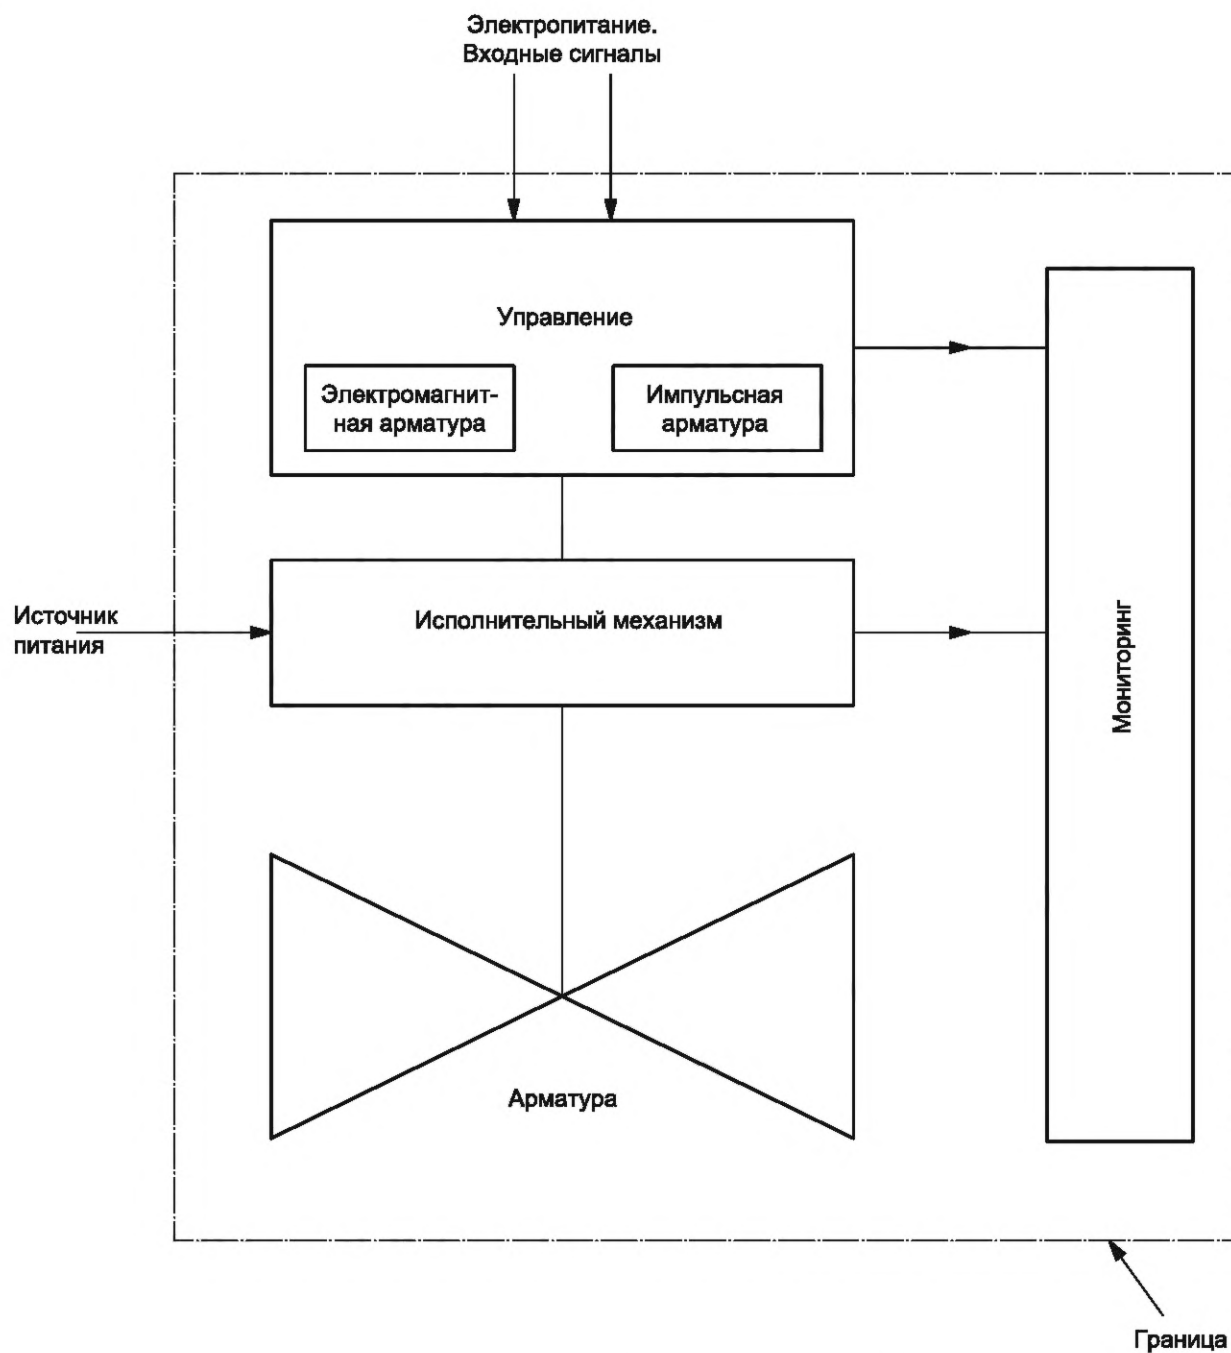 Электропитание.
Входные сигналы
Управление
Электромагнит-
ная арматура
Импульсная
арматура
Источник
питания
Исполнительный механизм
Мониторинг
Арматура
Граница